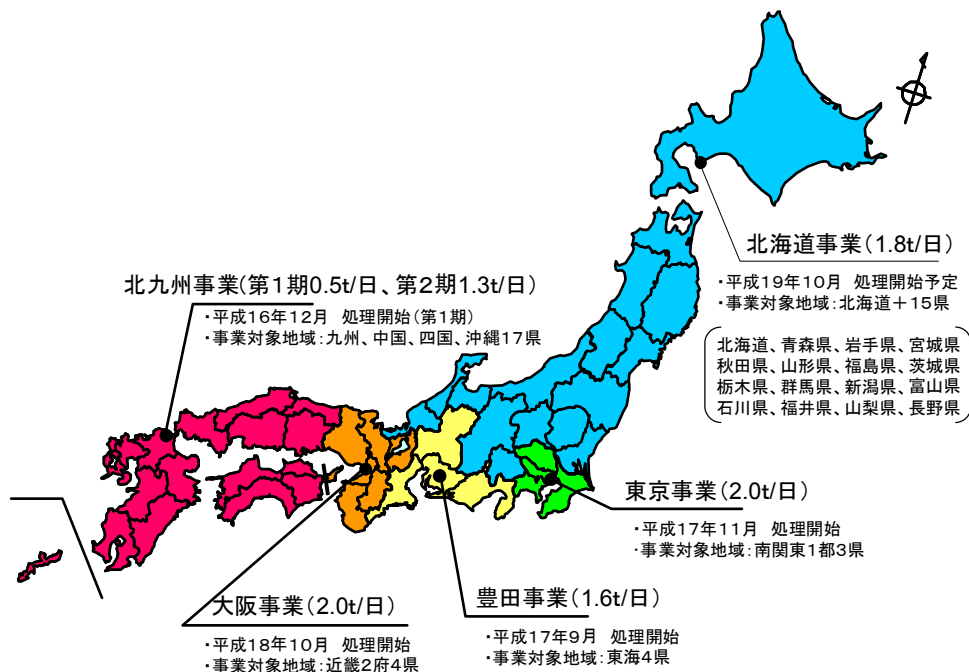 北海道事業(1.8t/日)
・平成19年10月 処理開始予定
・事業対象地域:北海道+15県
北海道、青森県、岩手県、宮城県
秋田県、山形県、福島県、茨城県
栃木県、群馬県、新潟県、富山県
石川県、福井県、山梨県、長野県
北九州事業(第1期0.5t/日、第2期1.3t/日)
・平成16年12月 処理開始(第1期)
・事業対象地域:九州、中国、四国、沖縄17県
東京事業(2.0t/日)
・平成17年11月 処理開始
・事業対象地域:南関東1都3県
大阪事業(2.0t/日)
・平成18年10月 処理開始
・事業対象地域:近畿2府4県
豊田事業(1.6t/日)
・平成17年9月 処理開始
・事業対象地域:東海4県